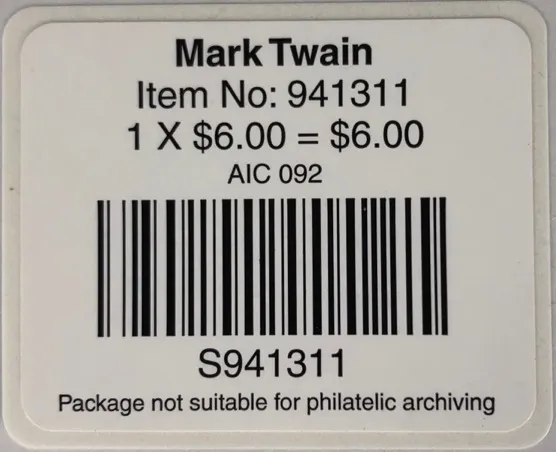 Mark Twain
Item No: 941311
1 X $6.00 = $6.00
AIC 092
S941311
Package not suitable for philatelic archiving